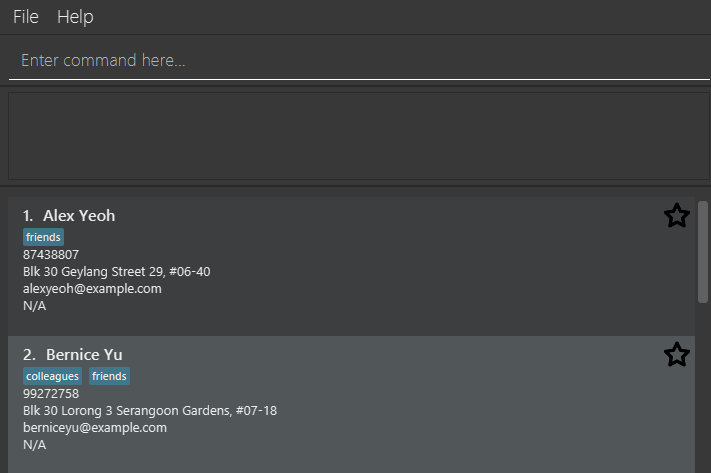 File Help
Enter command here...
1. Alex Yeoh
friends
87438807
Blk 30 Geylang Street 29, #06-40
alexyeoh@example.com
N/A
2. Bernice Yu
colleagues friends
99272758
Blk 30 Lorong 3 Serangoon Gardens, #07-18
berniceyu@example.com
N/A